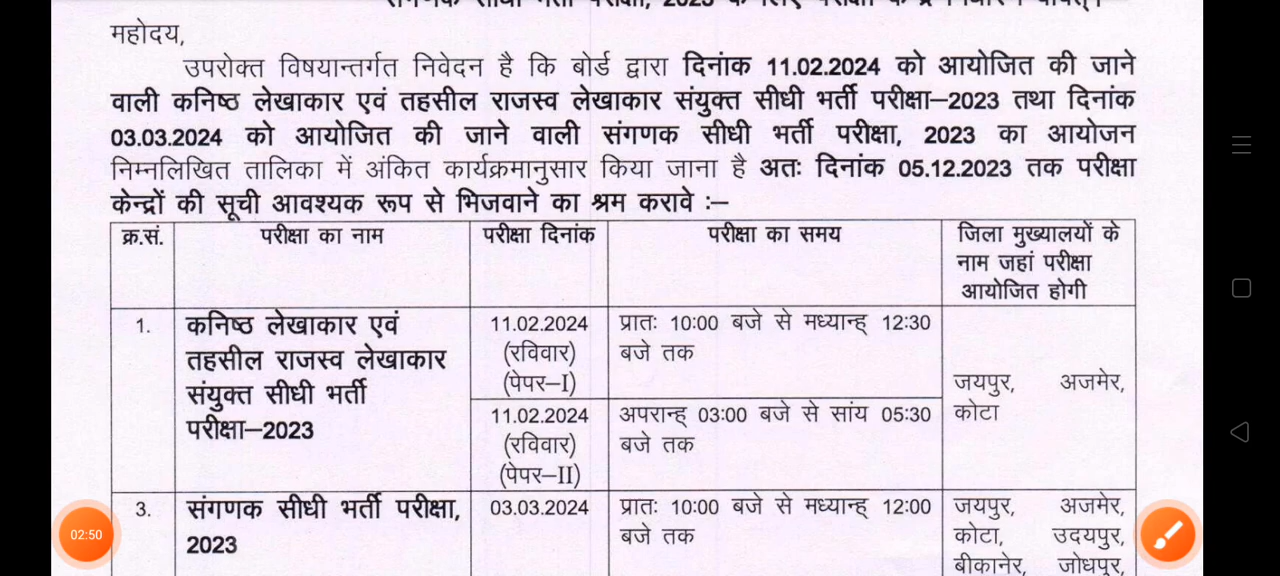 महोदय,
उपरोक्त विषयान्तर्गत निवेदन है कि बोर्ड द्वारा दिनांक 11.02.2024 को आयोजित की जाने
वाली कनिष्ठ लेखाकार एवं तहसील राजस्व लेखाकार संयुक्त सीधी भर्ती परीक्षा–2023 तथा दिनांक
03.03.2024 को आयोजित की जाने वाली संगणक सीधी भर्ती परीक्षा, 2023 का आयोजन
निम्नलिखित तालिका में अंकित कार्यक्रमानुसार किया जाना है अतः दिनांक 05.12.2023 तक परीक्षा
केन्द्रों की सूची आवश्यक रूप से भिजवाने का श्रम करावे :–
क्र.सं. परीक्षा का नाम परीक्षा दिनांक परीक्षा का समय जिला मुख्यालयों के
नाम जहां परीक्षा
आयोजित होगी
1. कनिष्ठ लेखाकार एवं
तहसील राजस्व लेखाकार
संयुक्त सीधी भर्ती
परीक्षा–2023
11.02.2024
(रविवार)
(पेपर–I)
प्रातः 10:00 बजे से मध्यान्ह् 12:30
बजे तक
11.02.2024
(रविवार)
(पेपर–II)
अपरान्ह् 03:00 बजे से सांय 05:30
बजे तक
जयपुर, अजमेर,
कोटा
3. संगणक सीधी भर्ती परीक्षा,
2023
03.03.2024
प्रातः 10:00 बजे से मध्यान्ह् 12:00
बजे तक
जयपुर, अजमेर,
कोटा, उदयपुर,
बीकानेर, जोधपुर,
02:50